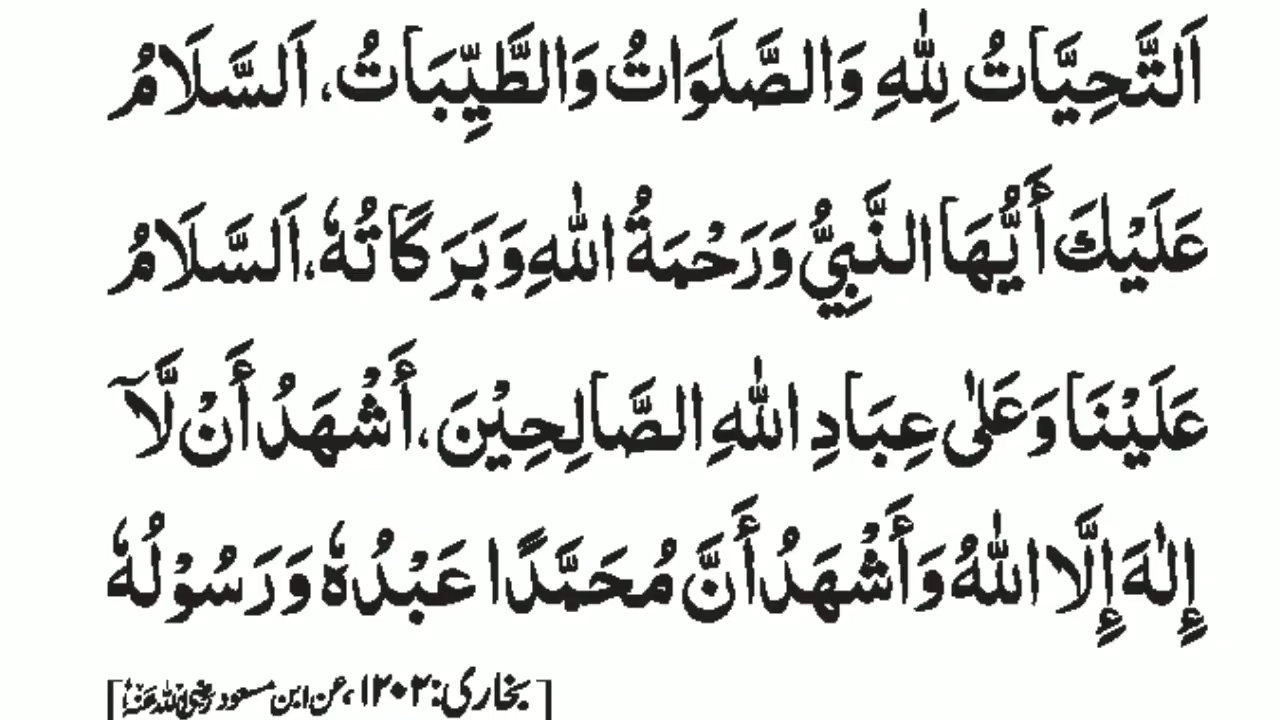 اَلتَّحِيَّاتُ لِلّٰهِ وَالصَّلَوَاتُ وَالطَّيِّبَاتُ، اَلسَّلَامُ
عَلَيْكَ أَيُّهَا النَّبِيُّ وَرَحْمَةُ اللّٰهِ وَبَرَكَاتُهٗ، اَلسَّلَامُ
عَلَيْنَا وَعَلٰى عِبَادِ اللّٰهِ الصَّالِحِيْنَ، أَشْهَدُ أَنْ لَّآ
إِلٰهَ إِلَّا اللّٰهُ وَأَشْهَدُ أَنَّ مُحَمَّدًا عَبْدُهٗ وَرَسُوْلُهٗ
[بخاری: ۱۲۰۲، عن ابن مسعود رضی اللہ عنہ]